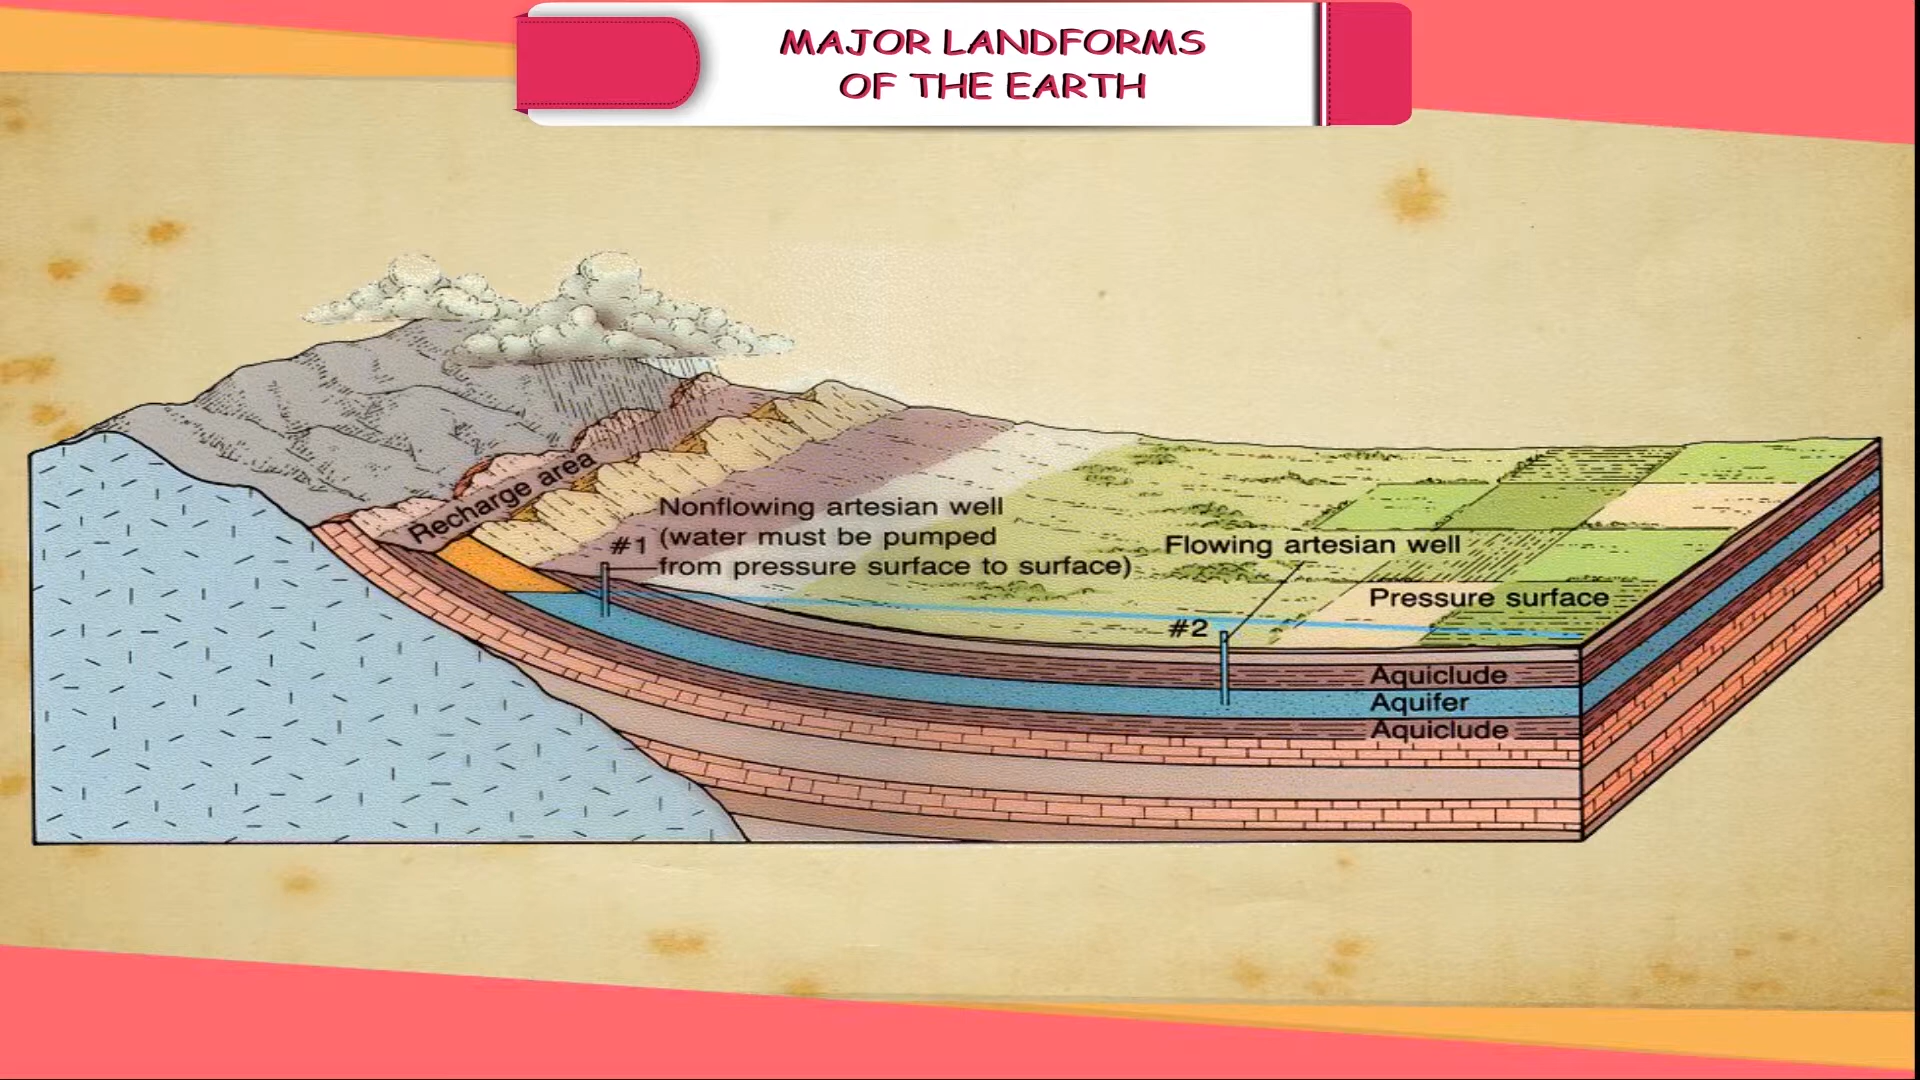 MAJOR LANDFORMS
OF THE EARTH
Recharge area
Nonflowing artesian well
#1 (water must be pumped
from pressure surface to surface)
Flowing artesian well
Pressure surface
#2
Aquiclude
Aquifer
Aquiclude